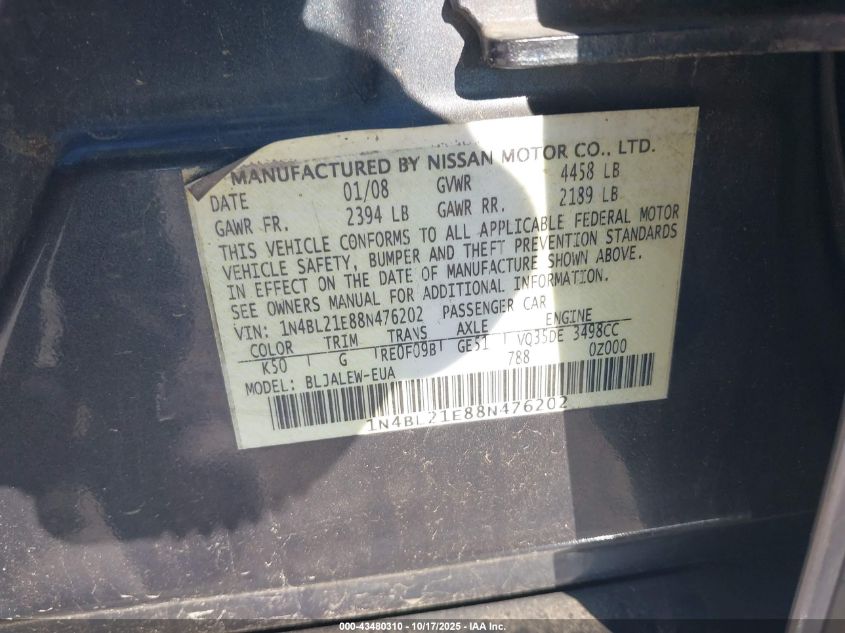 MANUFACTURED BY NISSAN MOTOR CO., LTD.
DATE 01/08 GVWR 4458 LB
GAWR FR. 2394 LB GAWR RR. 2189 LB
THIS VEHICLE CONFORMS TO ALL APPLICABLE FEDERAL MOTOR
VEHICLE SAFETY, BUMPER AND THEFT PREVENTION STANDARDS
IN EFFECT ON THE DATE OF MANUFACTURE SHOWN ABOVE.
SEE OWNERS MANUAL FOR ADDITIONAL INFORMATION.
VIN: 1N4BL21E88N476202 PASSENGER CAR
COLOR TRIM TRANS AXLE ENGINE
K50 G RE0F09B GE51 VQ35DE 3498CC
MODEL: BLJALEW-EUA 788 0Z000
1N4BL21E88N476202
000-43480310 - 10/17/2025 - IAA Inc.